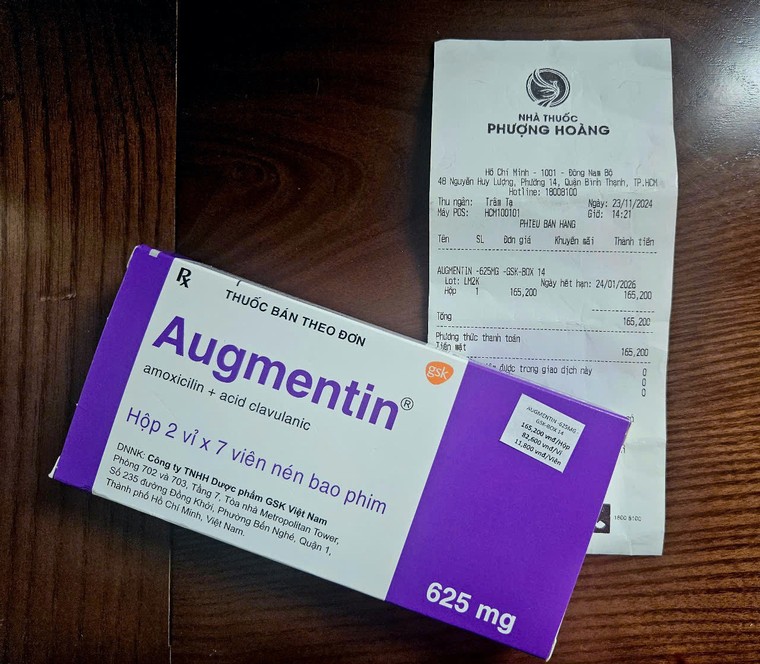 NHÀ THUỐC
PHƯỢNG HOÀNG
Hồ Chí Minh - 1001 - Đông Nam Bộ
48 Nguyễn Huy Lượng, Phường 14, Quận Bình Thạnh, TP.HCM
Hotline: 18008100
Thu ngân: Trâm Tạ Ngày: 23/11/2024
Máy POS: HCM100101 Giờ: 14:21
PHIẾU BÁN HÀNG
Tên SL Đơn giá Khuyến mãi Thành tiền
AUGMENTIN -625MG -GSK-BOX 14
Lot: LM2K Ngày hết hạn: 24/01/2026
Hộp 1 165,200 165,200
Tổng 165,200
Phương thức thanh toán
Tiền mặt 165,200
được trong giao dịch này 0
0
0
1800 8100
Rx
THUỐC BÁN THEO ĐƠN
Augmentin®
amoxicilin + acid clavulanic
gsk
Hộp 2 vỉ x 7 viên nén bao phim
DNNK: Công ty TNHH Dược phẩm GSK Việt Nam
Phòng 702 và 703, Tầng 7, Tòa nhà Metropolitan Tower,
Số 235 đường Đồng Khởi, Phường Bến Nghé, Quận 1,
Thành phố Hồ Chí Minh, Việt Nam.
AUGMENTIN -625MG -
GSK-BOX 14
165,200 vnđ/Hộp
82,600 vnđ/Vỉ
11,800 vnđ/Viên
625 mg